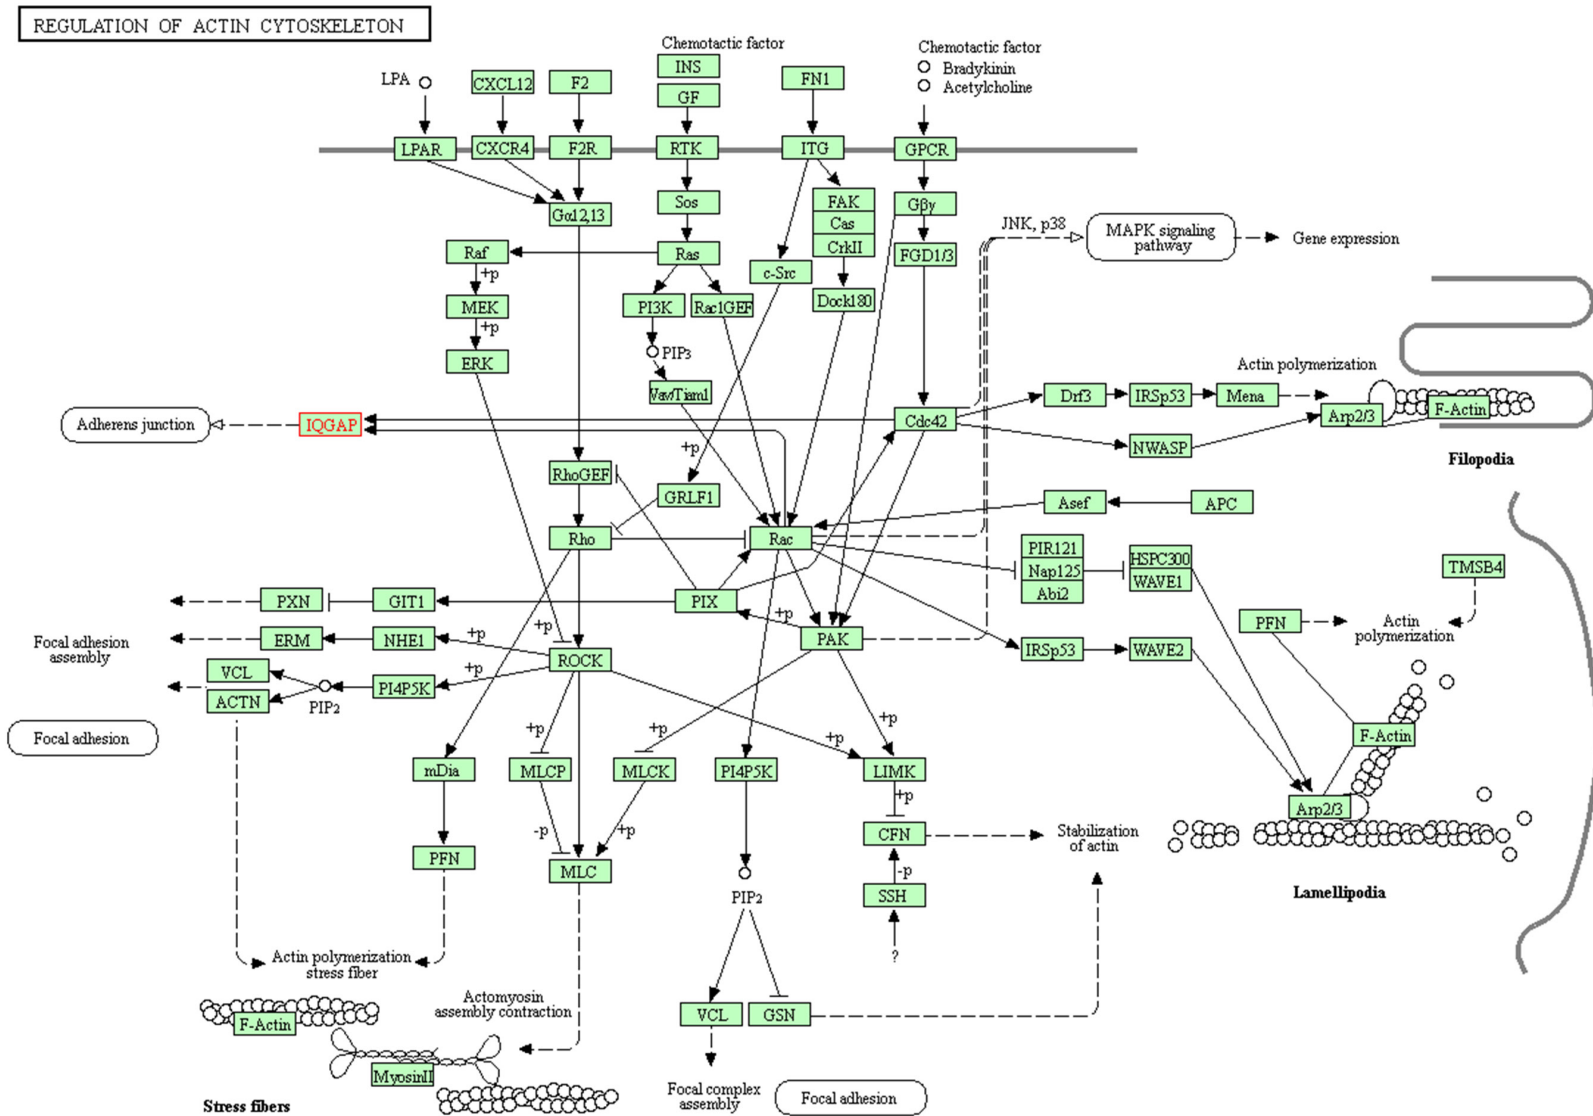 REGULATION OF ACTIN CYTOSKELETON
Chemotactic factor
Chemotactic factor
LPA
CXCL12
F2
INS
GF
FN1
Bradykinin
Acetylcholine
LPAR
CXCR4
F2R
RTK
ITG
GPCR
Gα12,13
Sos
FAK
Cas
CrkII
Gβγ
JNK, p38
MAPK signaling
pathway
Gene expression
Raf
Ras
c-Src
FGD1/3
+p
MEK
PI3K
Rac1GEF
Dock180
+p
ERK
PIP3
Vav/Tiam1
Actin polymerization
Adherens junction
IQGAP
Cdc42
Drf3
IRSp53
Mena
Arp2/3
F-Actin
NWASP
Filopodia
+p
RhoGEF
GRLF1
Asef
APC
Rho
Rac
PIR121
Nap125
Abi2
HSPC300
WAVE1
TMSB4
PXN
GIT1
PIX
+p
PFN
Actin
polymerization
Focal adhesion
assembly
ERM
NHE1
+p
+p
ROCK
PAK
IRSp53
WAVE2
VCL
ACTN
PIP2
PI4P5K
+p
Focal adhesion
+p
+p
+p
+p
F-Actin
mDia
MLCP
MLCK
PI4P5K
LIMK
+p
Arp2/3
-p
+p
CFN
Stabilization
of actin
PFN
MLC
-p
PIP2
SSH
Lamellipodia
?
Actin polymerization
stress fiber
Actomyosin
assembly contraction
F-Actin
VCL
GSN
MyosinII
Stress fibers
Focal complex
assembly
Focal adhesion